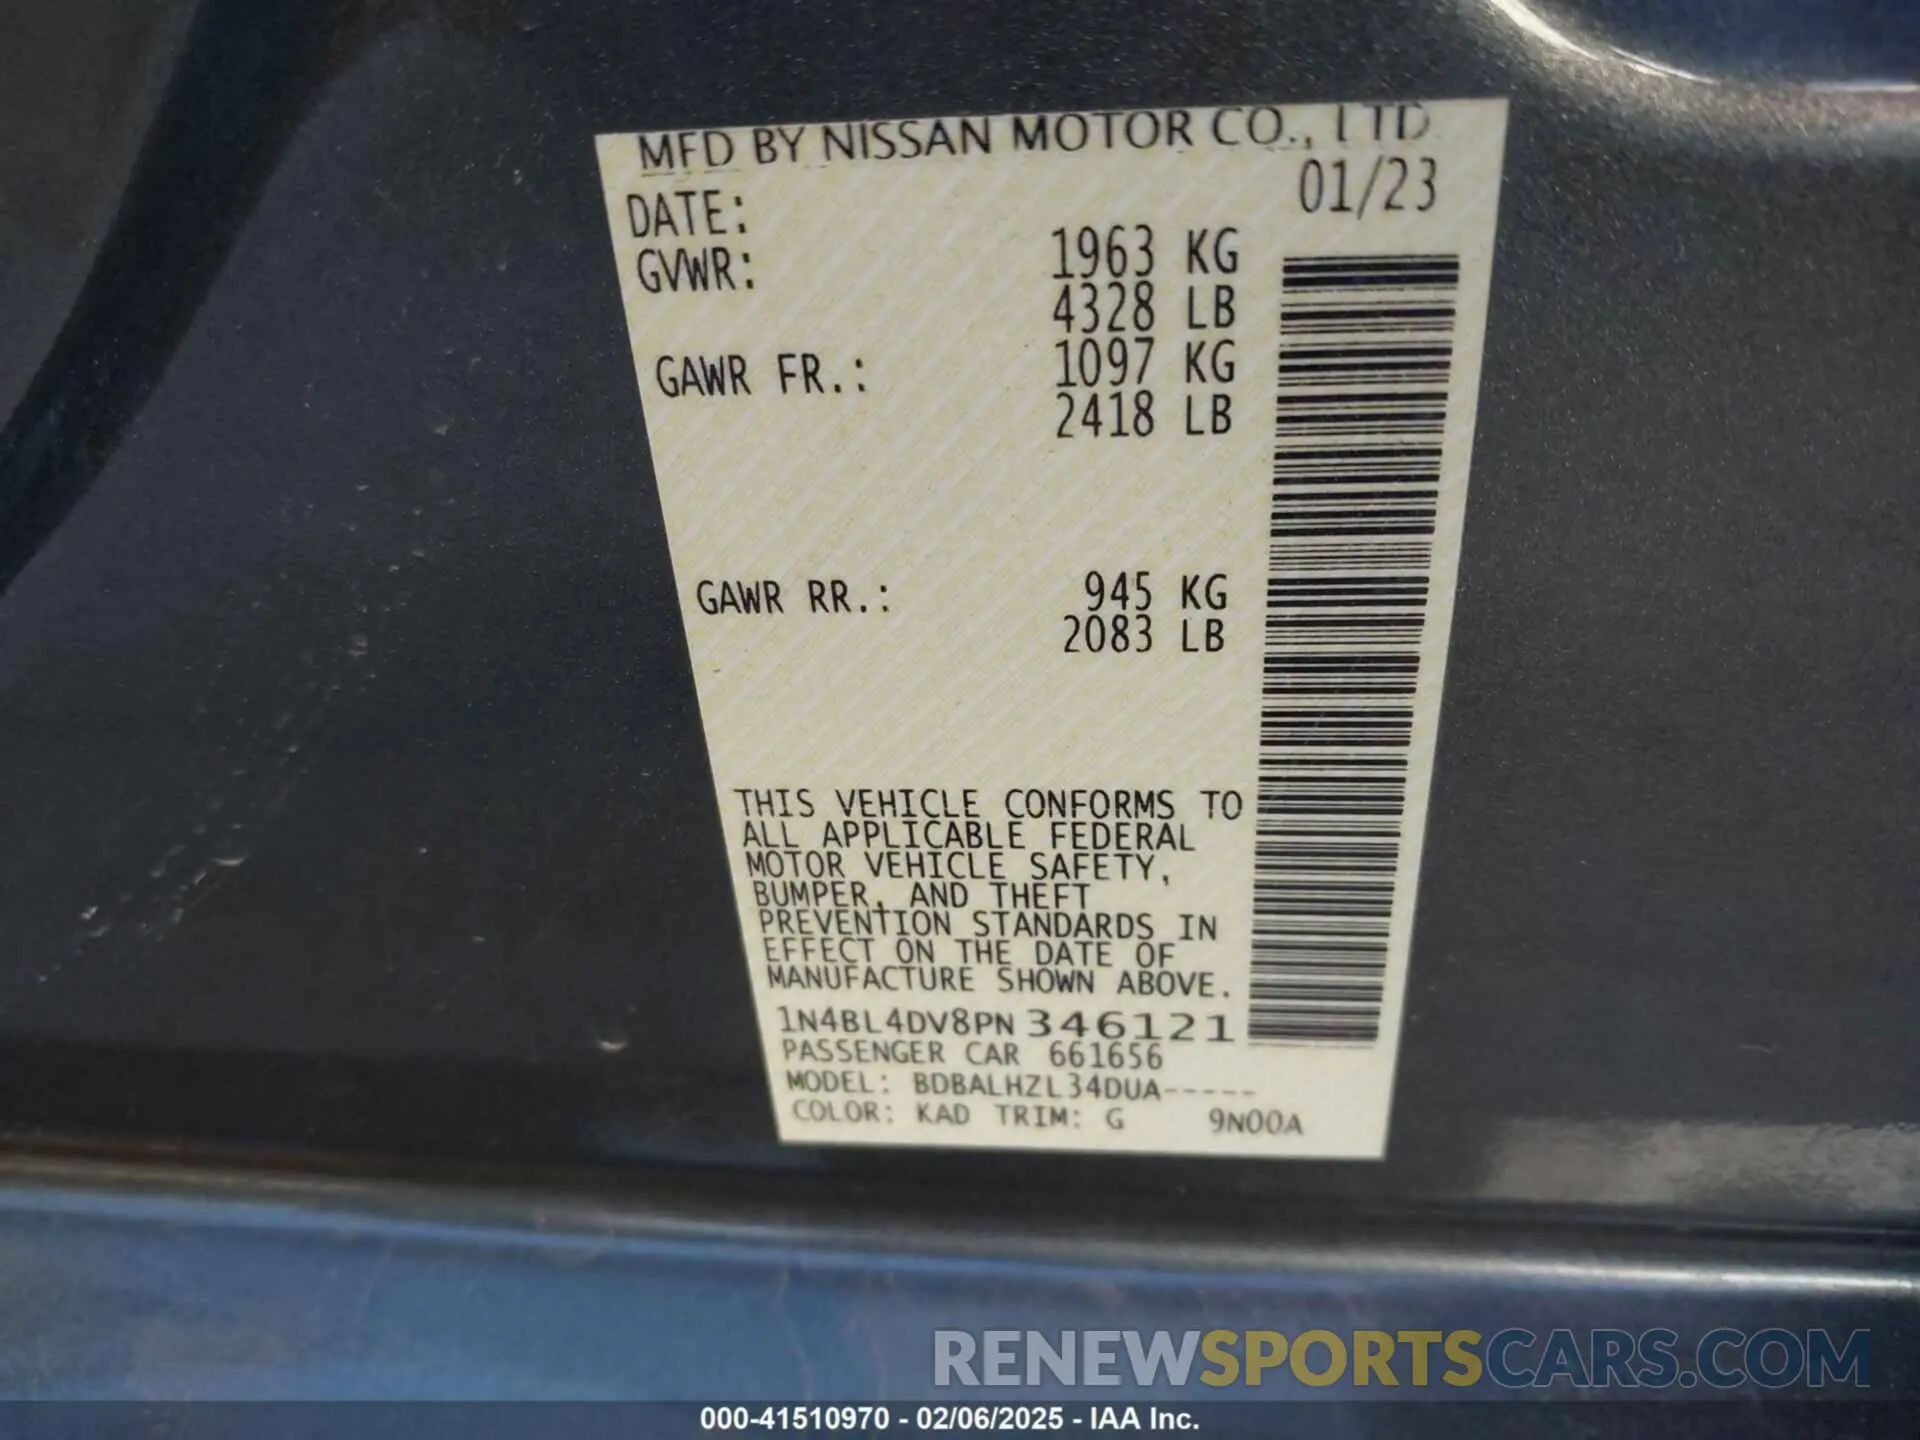 MFD BY NISSAN MOTOR CO., LTD.
DATE: 01/23
GVWR: 1963 KG
4328 LB
GAWR FR.: 1097 KG
2418 LB
GAWR RR.: 945 KG
2083 LB
THIS VEHICLE CONFORMS TO
ALL APPLICABLE FEDERAL
MOTOR VEHICLE SAFETY,
BUMPER, AND THEFT
PREVENTION STANDARDS IN
EFFECT ON THE DATE OF
MANUFACTURE SHOWN ABOVE.
1N4BL4DV8PN346121
PASSENGER CAR 661656
MODEL: BDBALHZL34DUA-----
COLOR: KAD TRIM: G 9N00A
RENEWSPORTSCARS.COM
000-41510970 - 02/06/2025 - IAA Inc.